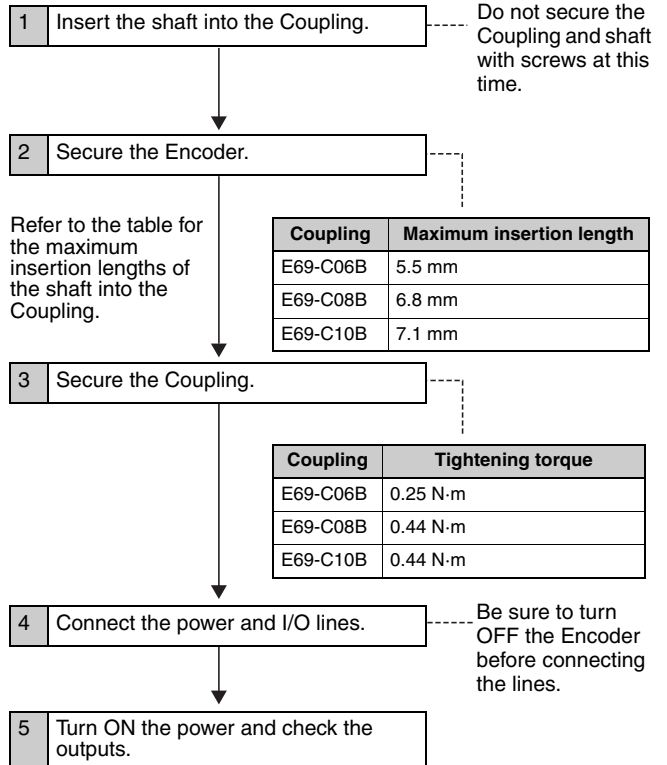 1 Insert the shaft into the Coupling.
Do not secure the
Coupling and shaft
with screws at this
time.
2 Secure the Encoder.
Refer to the table for
the maximum
insertion lengths of
the shaft into the
Coupling.
Coupling Maximum insertion length
E69-C06B 5.5 mm
E69-C08B 6.8 mm
E69-C10B 7.1 mm
3 Secure the Coupling.
Coupling Tightening torque
E69-C06B 0.25 N·m
E69-C08B 0.44 N·m
E69-C10B 0.44 N·m
4 Connect the power and I/O lines.
Be sure to turn
OFF the Encoder
before connecting
the lines.
5 Turn ON the power and check the
outputs.